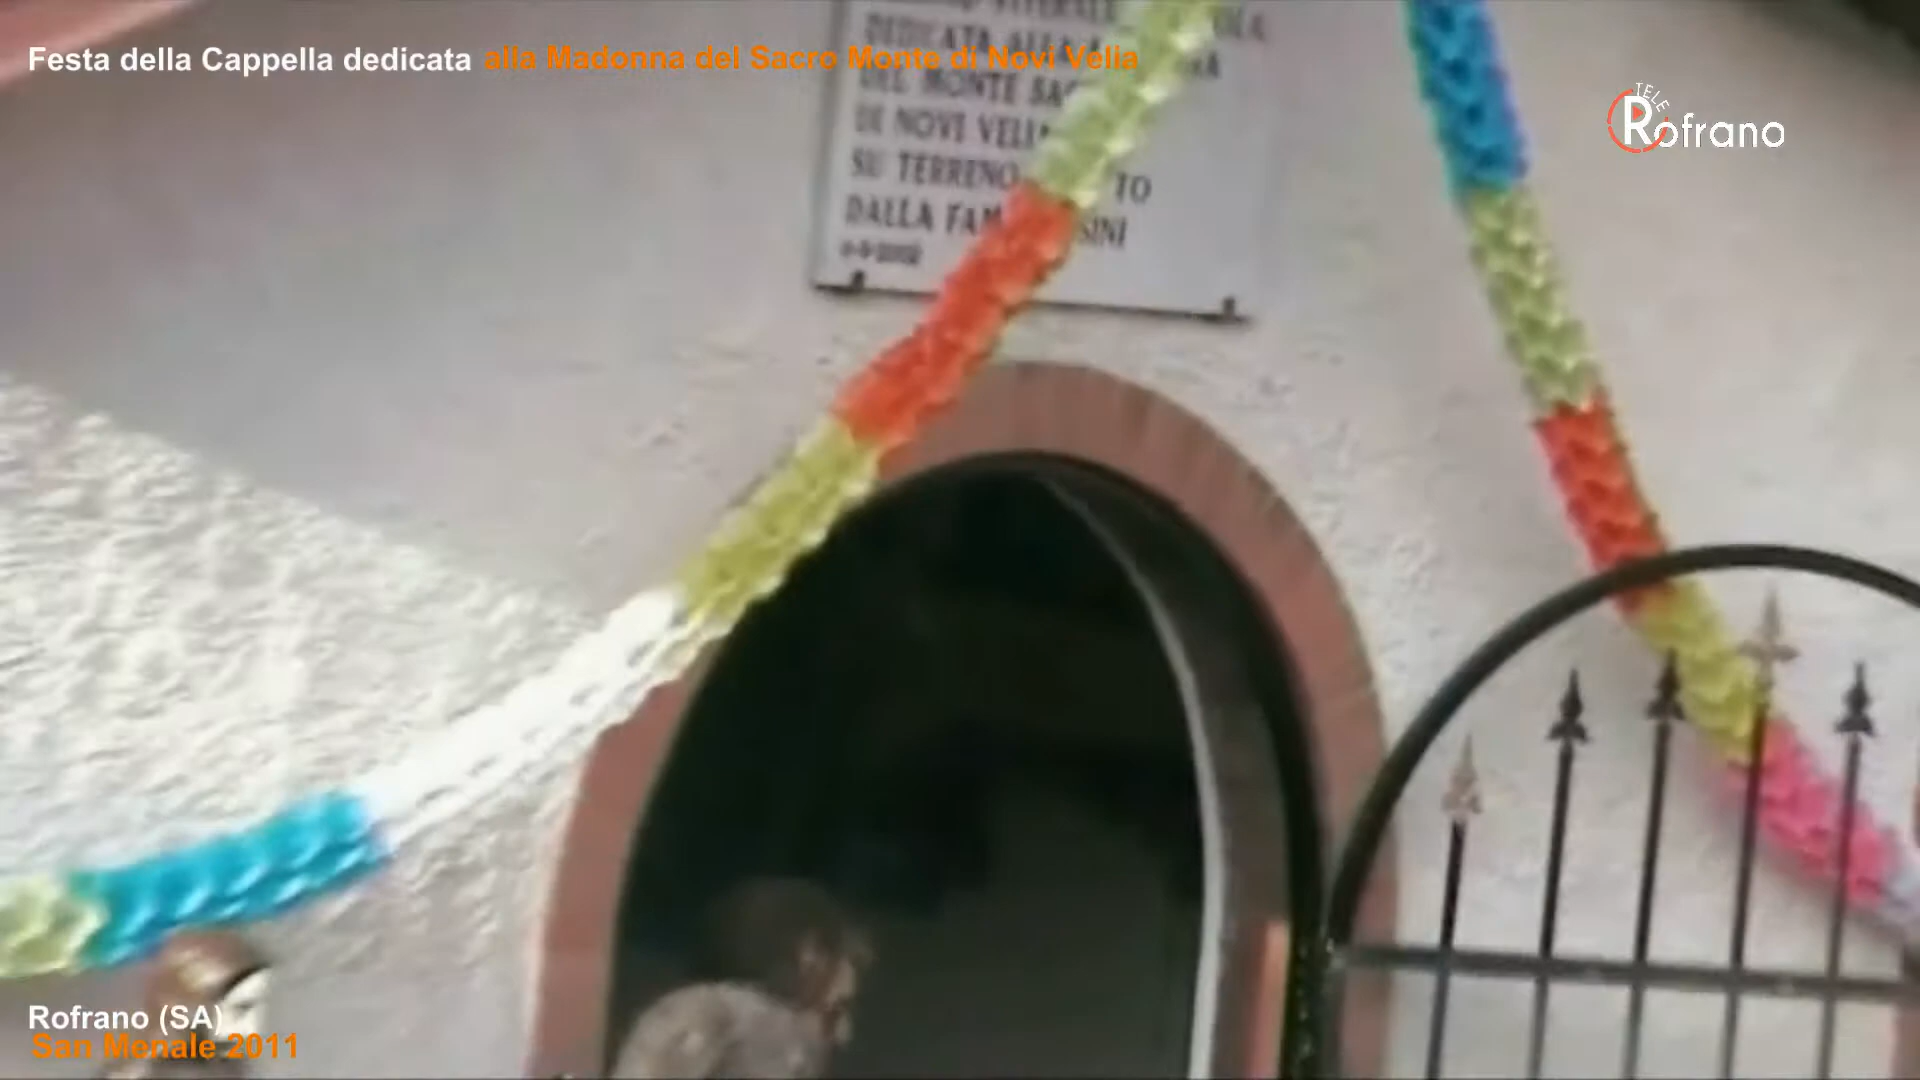 Festa della Cappella dedicata alla Madonna del Sacro Monte di Novi Velia
TELE
Rofrano
DEDICATA
DEL MONTE
DI NOVI
SU TERRENO
DALLA
Rofrano (SA)
San Menale 2011